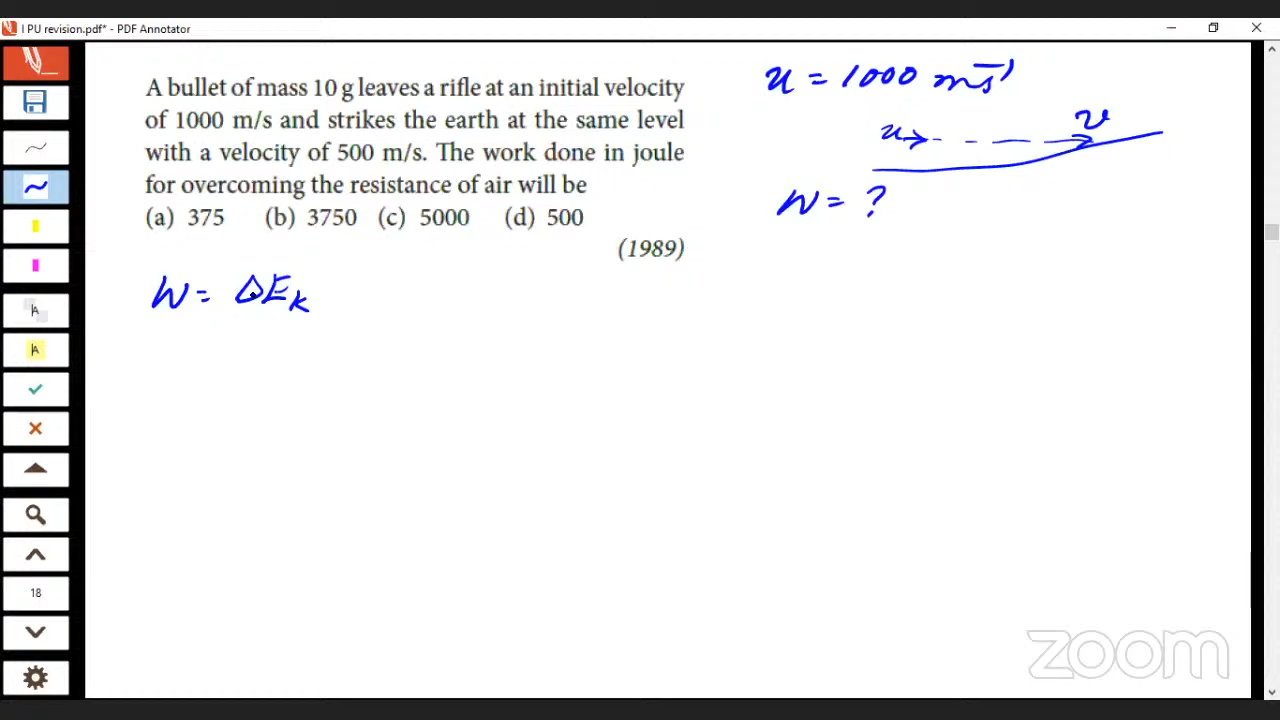 I PU revision.pdf* - PDF Annotator
A bullet of mass 10 g leaves a rifle at an initial velocity
of 1000 m/s and strikes the earth at the same level
with a velocity of 500 m/s. The work done in joule
for overcoming the resistance of air will be
(a) 375 (b) 3750 (c) 5000 (d) 500
(1989)
u = 1000 ms⁻¹
u v
W = ?
W = ΔEk
A
A
18
zoom